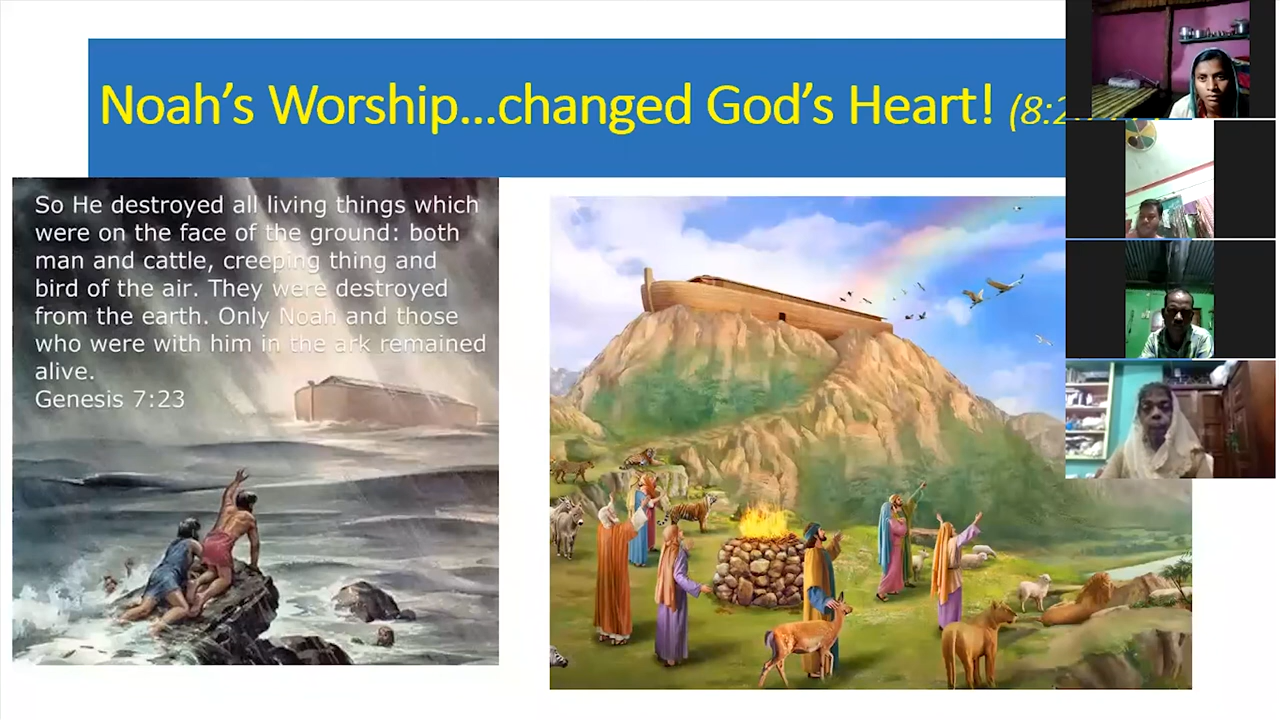 Noah's Worship...changed God's Heart! (8:2
So He destroyed all living things which
were on the face of the ground: both
man and cattle, creeping thing and
bird of the air. They were destroyed
from the earth. Only Noah and those
who were with him in the ark remained
alive.
Genesis 7:23